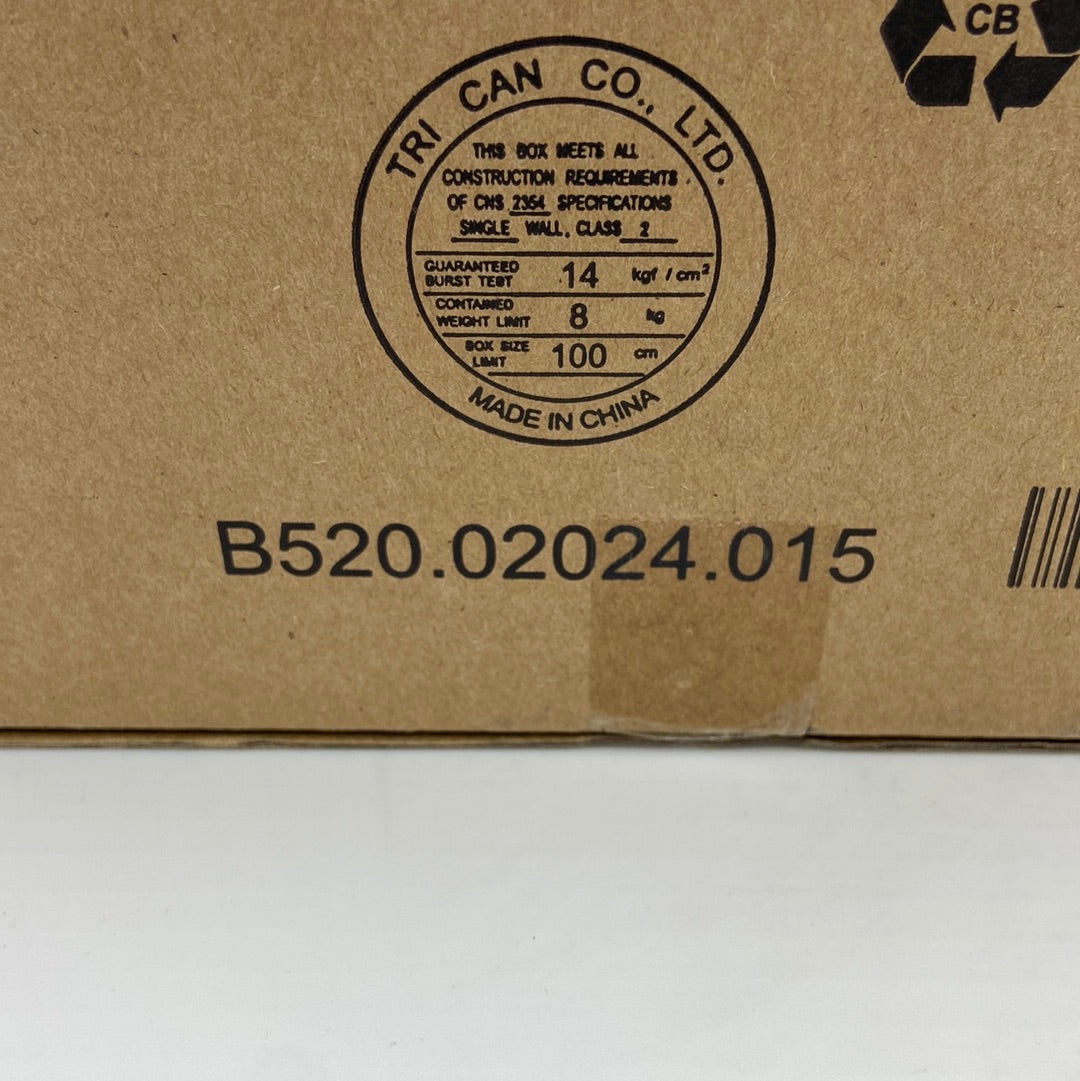 CB
TRI CAN CO., LTD.
THIS BOX MEETS ALL
CONSTRUCTION REQUIREMENTS
OF CNS 2354 SPECIFICATIONS
SINGLE WALL, CLASS 2
GUARANTEED
BURST TEST 14 kgf / cm²
CONTAINED
WEIGHT LIMIT 8 kg
BOX SIZE
LIMIT 100 cm
MADE IN CHINA
B520.02024.015